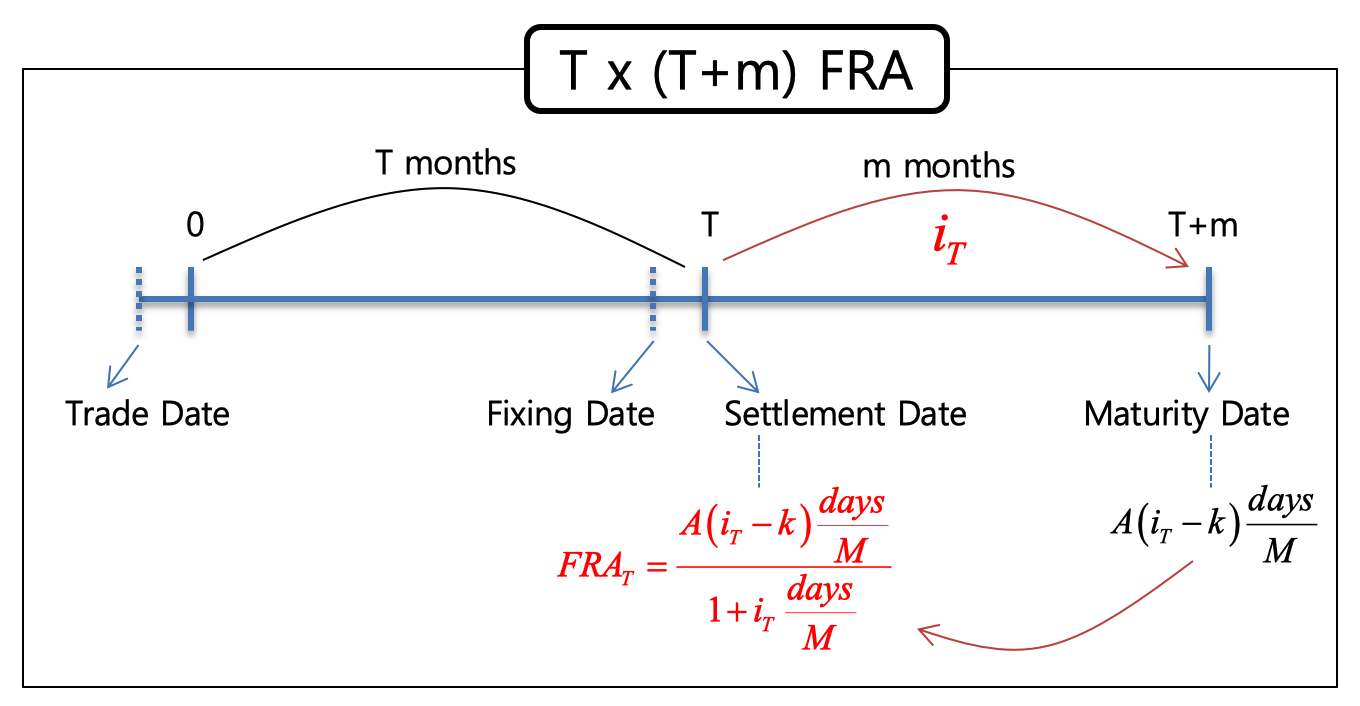 T x (T+m) FRA
T months
m months
0
T
i_T
T+m
Trade Date
Fixing Date
Settlement Date
Maturity Date
FRA_T = \frac{A(i_T - k)\frac{days}{M}}{1 + i_T \frac{days}{M}}
A(i_T - k)\frac{days}{M}